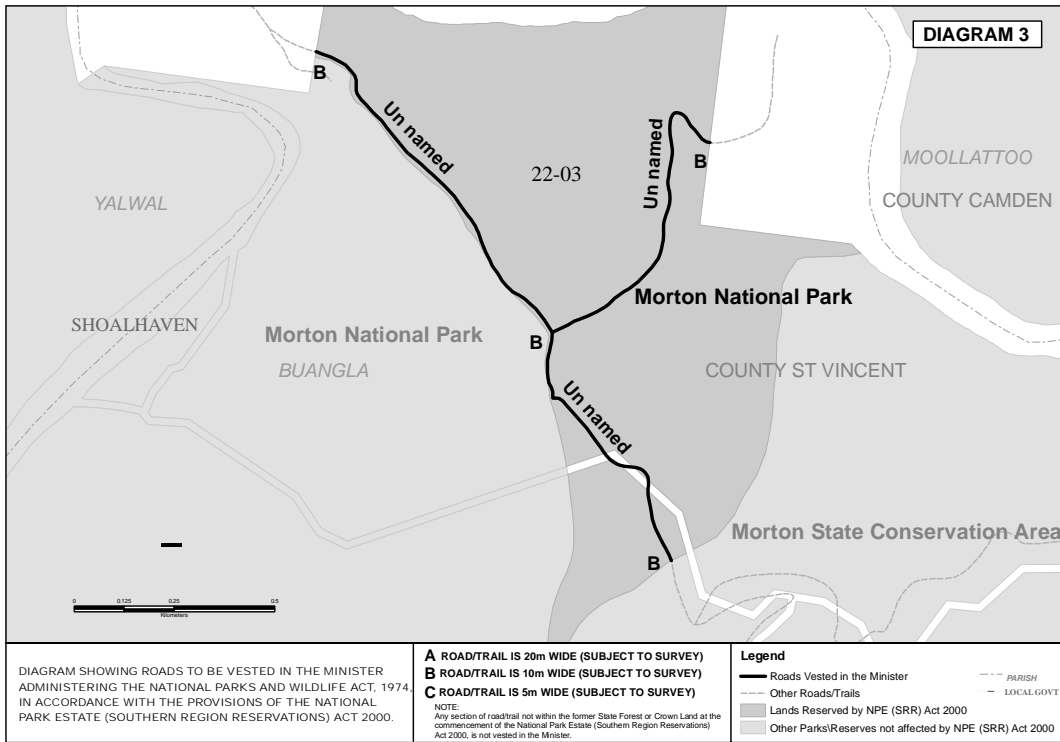 DIAGRAM 3
B
Un named
22-03
Un named
B
MOOLLATTOO
COUNTY CAMDEN
YALWAL
Morton National Park
SHOALHAVEN
Morton National Park
B
BUANGLA
COUNTY ST VINCENT
Un named
Morton State Conservation Area
B
0 0.125 0.25 0.5
Kilometers
DIAGRAM SHOWING ROADS TO BE VESTED IN THE MINISTER
ADMINISTERING THE NATIONAL PARKS AND WILDLIFE ACT, 1974,
IN ACCORDANCE WITH THE PROVISIONS OF THE NATIONAL
PARK ESTATE (SOUTHERN REGION RESERVATIONS) ACT 2000.
A ROAD/TRAIL IS 20m WIDE (SUBJECT TO SURVEY)
B ROAD/TRAIL IS 10m WIDE (SUBJECT TO SURVEY)
C ROAD/TRAIL IS 5m WIDE (SUBJECT TO SURVEY)
NOTE:
Any section of road/trail not within the former State Forest or Crown Land at the
commencement of the National Park Estate (Southern Region Reservations)
Act 2000, is not vested in the Minister.
Legend
Roads Vested in the Minister
Other Roads/Trails
Lands Reserved by NPE (SRR) Act 2000
Other Parks\Reserves not affected by NPE (SRR) Act 2000
PARISH
LOCAL GOVT